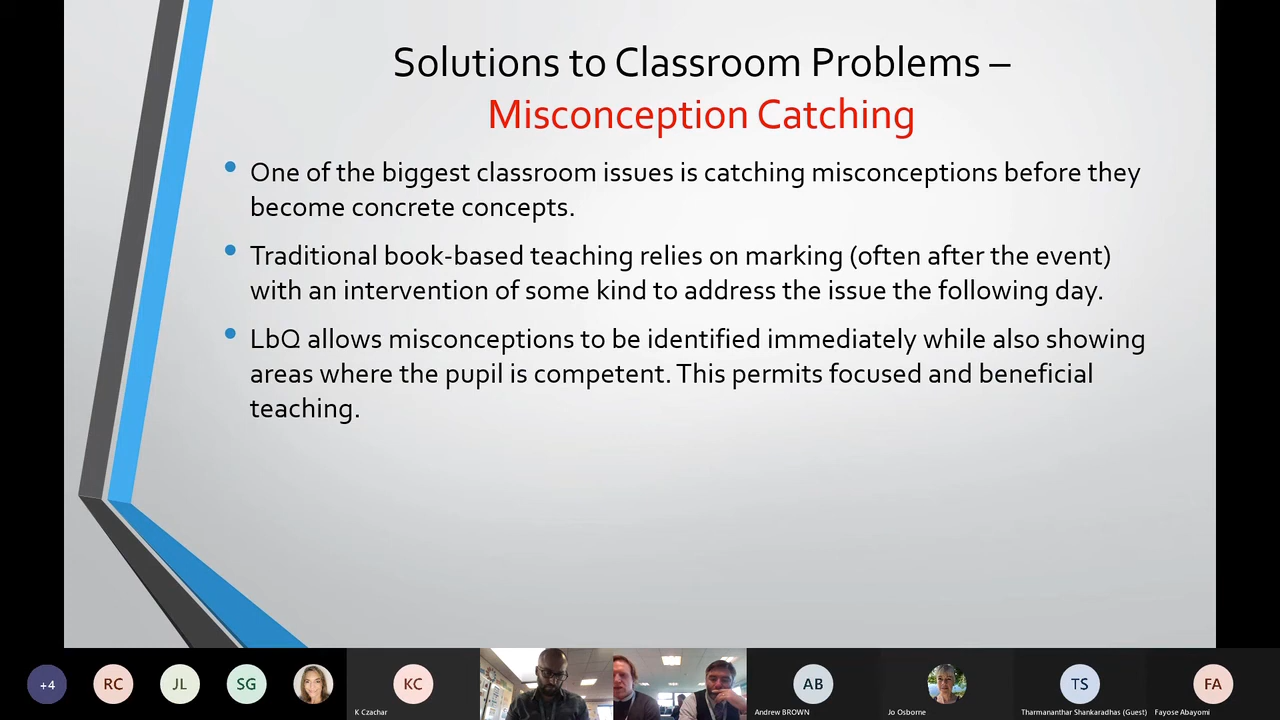 Solutions to Classroom Problems –
Misconception Catching
One of the biggest classroom issues is catching misconceptions before they
become concrete concepts.
Traditional book-based teaching relies on marking (often after the event)
with an intervention of some kind to address the issue the following day.
LbQ allows misconceptions to be identified immediately while also showing
areas where the pupil is competent. This permits focused and beneficial
teaching.
+4
RC
JL
SG
KC
K Czachar
AB
Andrew BROWN
Jo Osborne
TS
Tharmananthar Shankaradhas (Guest)
FA
Fayose Abayomi